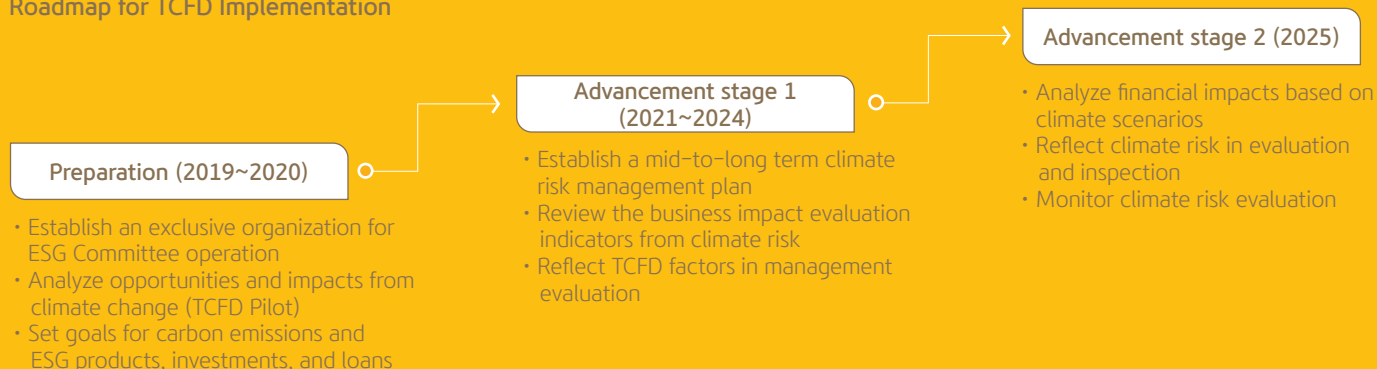 Roadmap for TCFD Implementation
Preparation (2019~2020)
• Establish an exclusive organization for
ESG Committee operation
• Analyze opportunities and impacts from
climate change (TCFD Pilot)
• Set goals for carbon emissions and
ESG products, investments, and loans
Advancement stage 1
(2021~2024)
• Establish a mid-to-long term climate
risk management plan
• Review the business impact evaluation
indicators from climate risk
• Reflect TCFD factors in management
evaluation
Advancement stage 2 (2025)
• Analyze financial impacts based on
climate scenarios
• Reflect climate risk in evaluation
and inspection
• Monitor climate risk evaluation